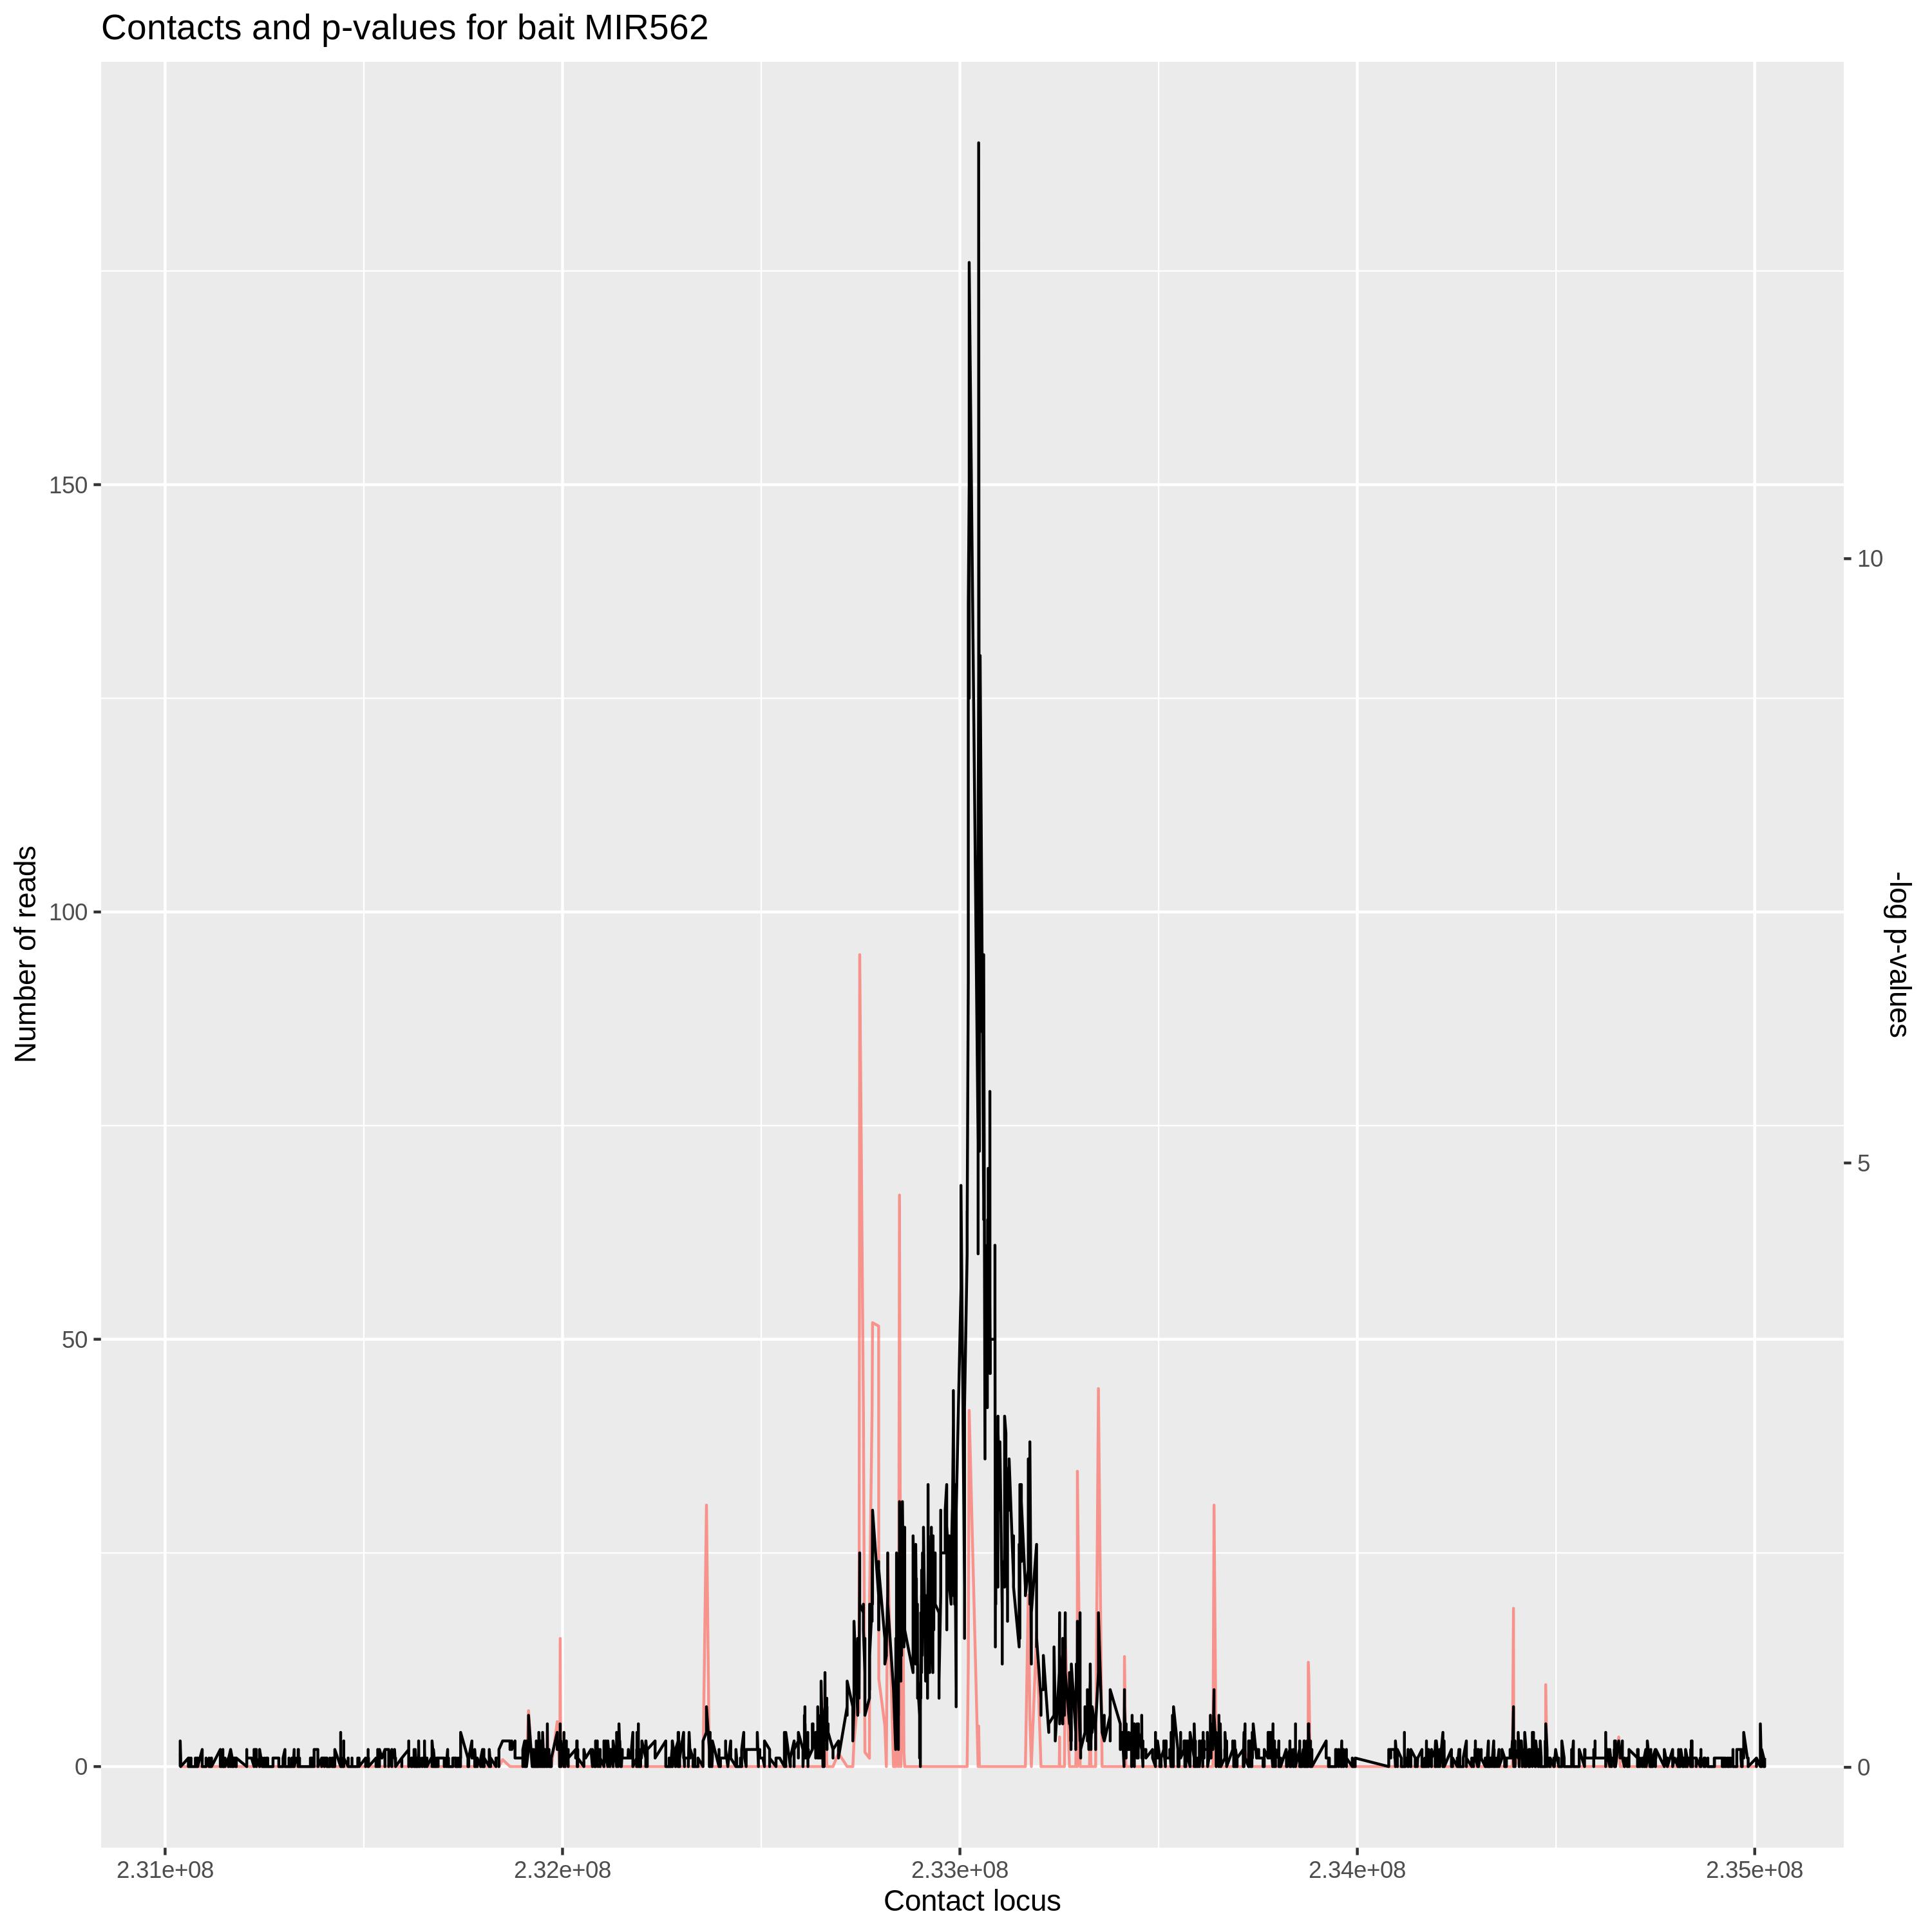 Contacts and p-values for bait MIR562
150
100
50
0
Number of reads
10
5
0
-log p-values
2.31e+08
2.32e+08
2.33e+08
2.34e+08
2.35e+08
Contact locus